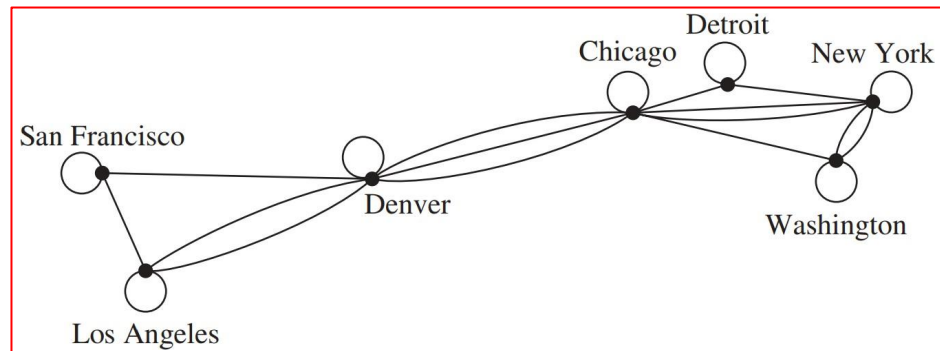 Detroit
Chicago
New York
San Francisco
Denver
Washington
Los Angeles